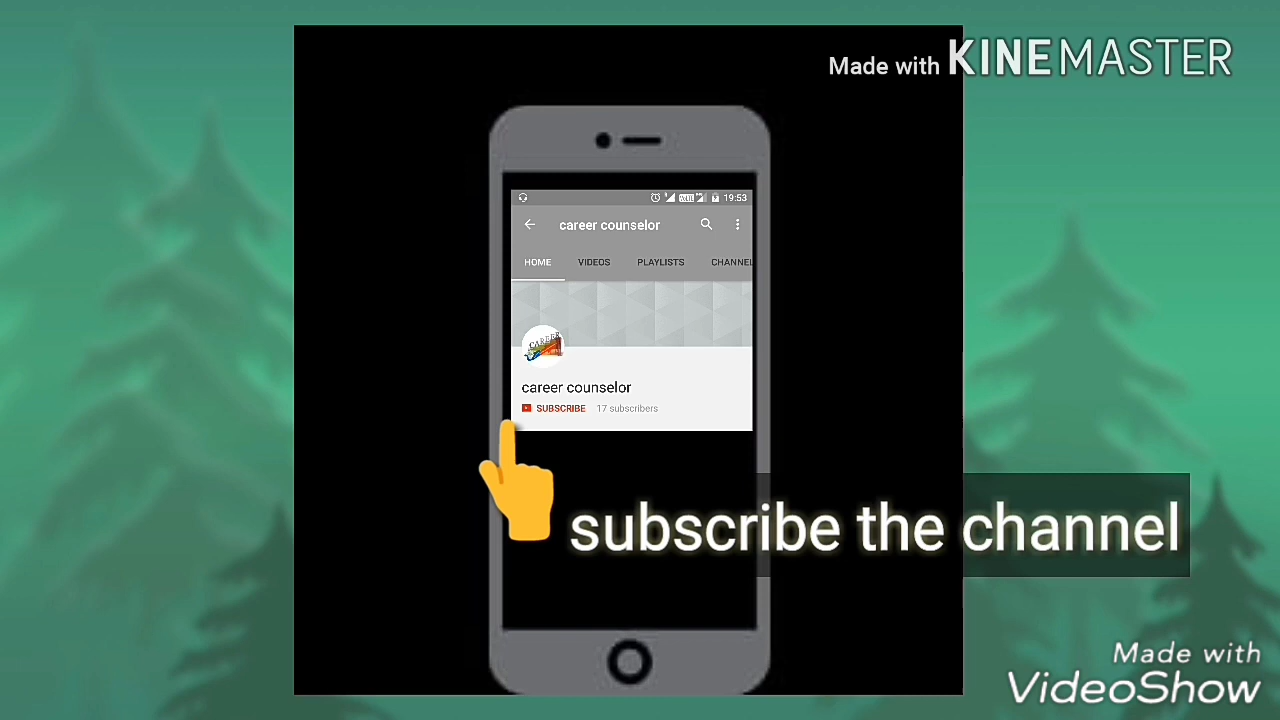 Made with KINEMASTER
19:53
career counselor
HOME VIDEOS PLAYLISTS CHANNEL
CAREER
career counselor
SUBSCRIBE 17 subscribers
subscribe the channel
Made with
VideoShow